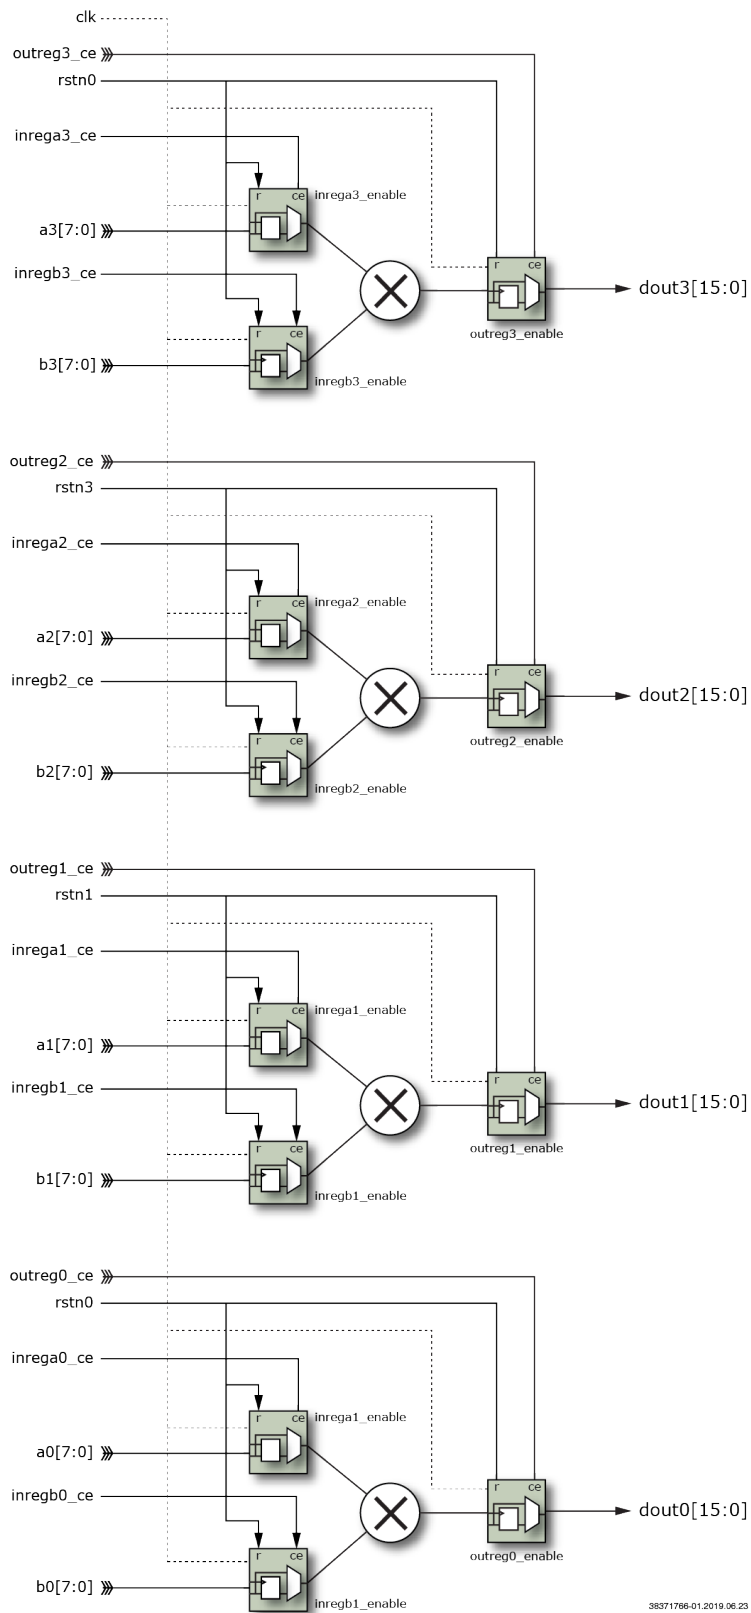 clk
outreg3_ce
rstn0
inrega3_ce
r ce inrega3_enable
a3[7:0]
inregb3_ce
r ce
r ce
dout3[15:0]
outreg3_enable
b3[7:0]
inregb3_enable
outreg2_ce
rstn3
inrega2_ce
r ce inrega2_enable
a2[7:0]
inregb2_ce
r ce
r ce
dout2[15:0]
outreg2_enable
b2[7:0]
inregb2_enable
outreg1_ce
rstn1
inrega1_ce
r ce inrega1_enable
a1[7:0]
inregb1_ce
r ce
r ce
dout1[15:0]
outreg1_enable
b1[7:0]
inregb1_enable
outreg0_ce
rstn0
inrega0_ce
r ce inrega1_enable
a0[7:0]
inregb0_ce
r ce
r ce
dout0[15:0]
outreg0_enable
b0[7:0]
inregb1_enable
38371766-01.2019.06.23